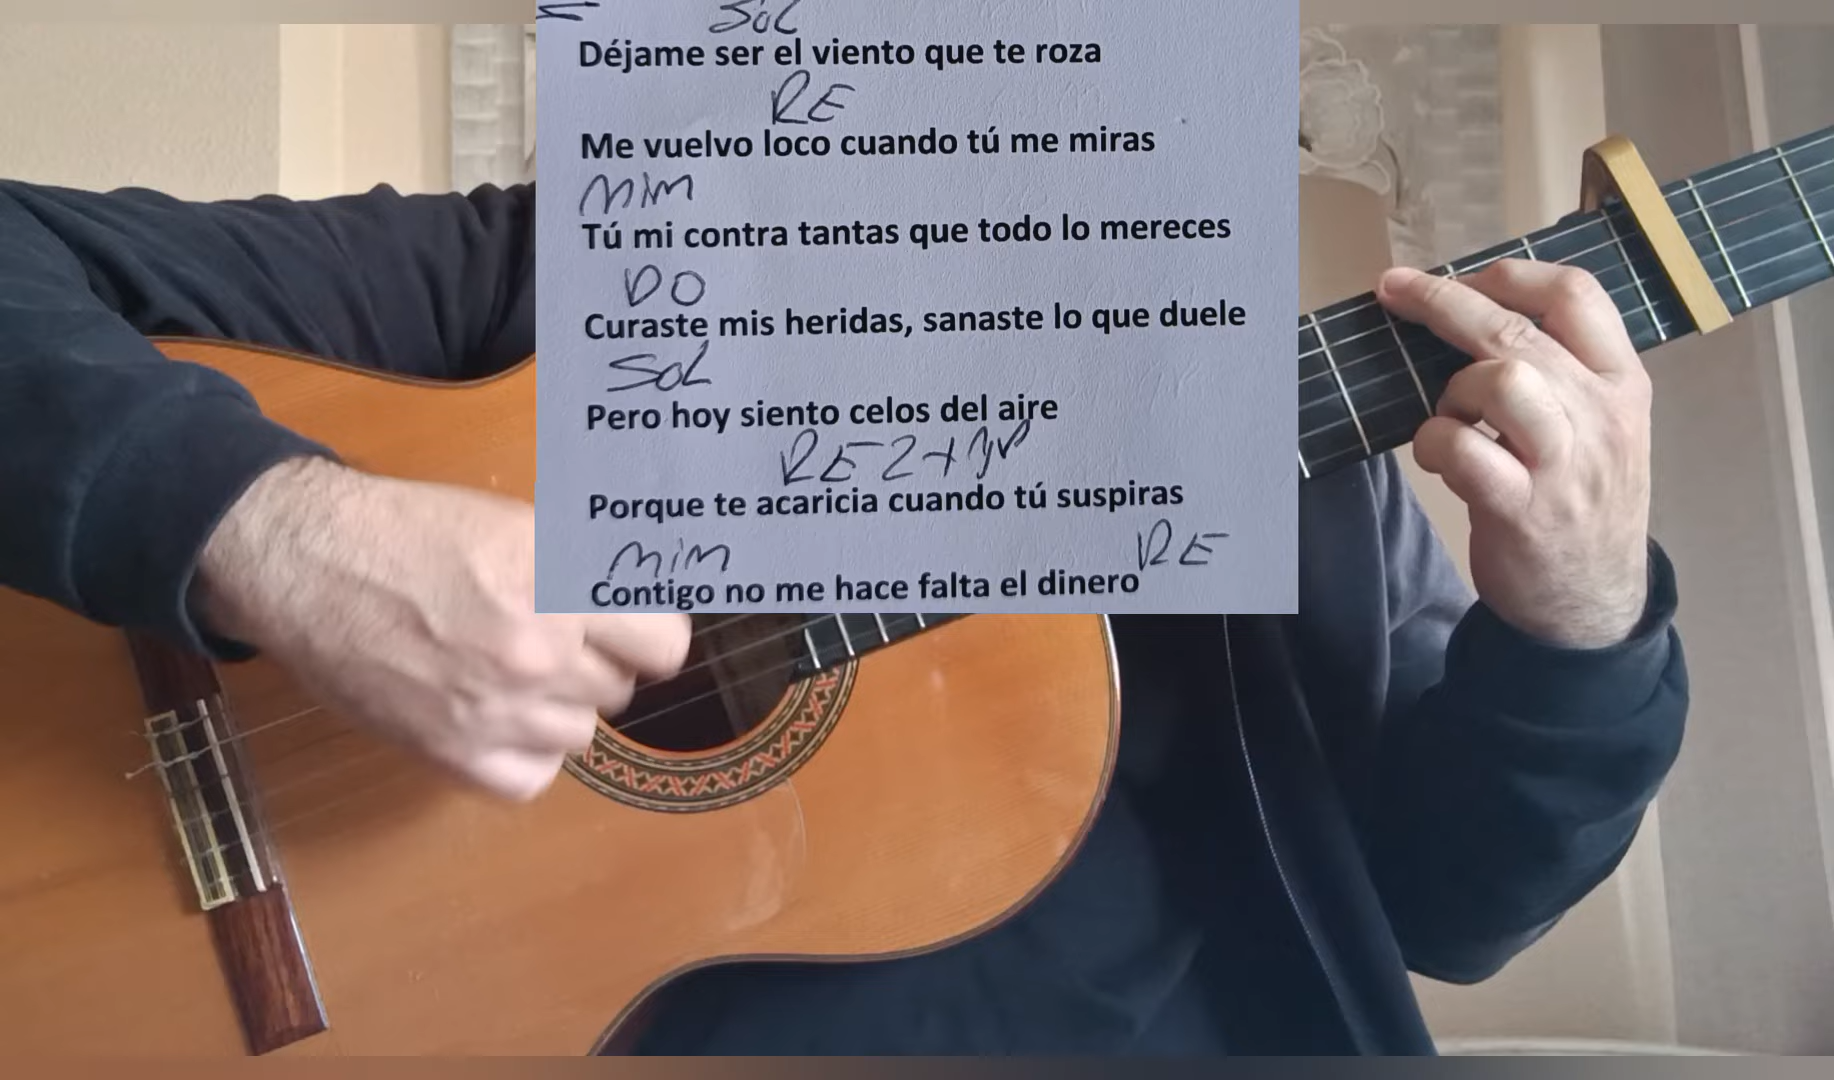 SOL
Déjame ser el viento que te roza
RE
Me vuelvo loco cuando tú me miras
MIM
Tú mi contra tantas que todo lo mereces
DO
Curaste mis heridas, sanaste lo que duele
SOL
Pero hoy siento celos del aire
RE 2+
Porque te acaricia cuando tú suspiras
MIM RE
Contigo no me hace falta el dinero